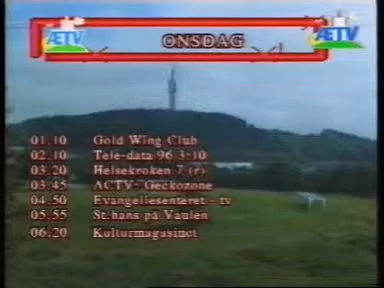 ÆTV ONSDAG ÆTV
01.10 Gold Wing Club
02.10 Tele-data 96 3:10
03.20 Helsekroken 7 (r)
03.45 ACTV- Geckozone
04.50 Evangeliesenteret - tv
05.55 St.hans på Vaulen
06.20 Kulturmagasinet